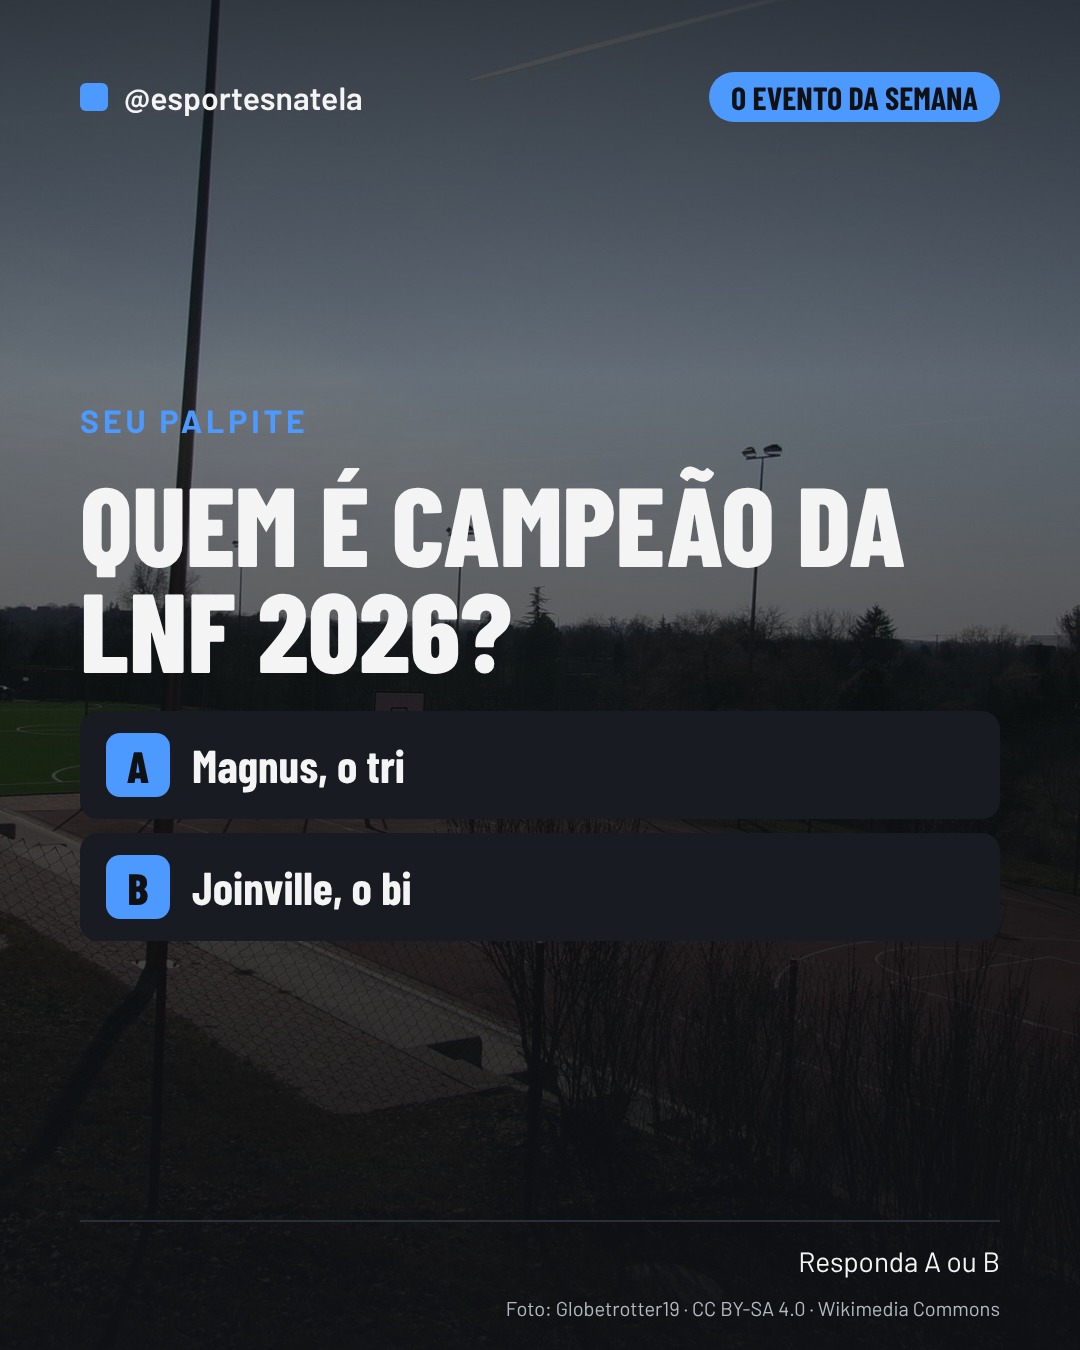 @esportesnatela
O EVENTO DA SEMANA
SEU PALPITE
QUEM É CAMPEÃO DA
LNF 2026?
A Magnus, o tri
B Joinville, o bi
Responda A ou B
Foto: Globetrotter19 · CC BY-SA 4.0 · Wikimedia Commons